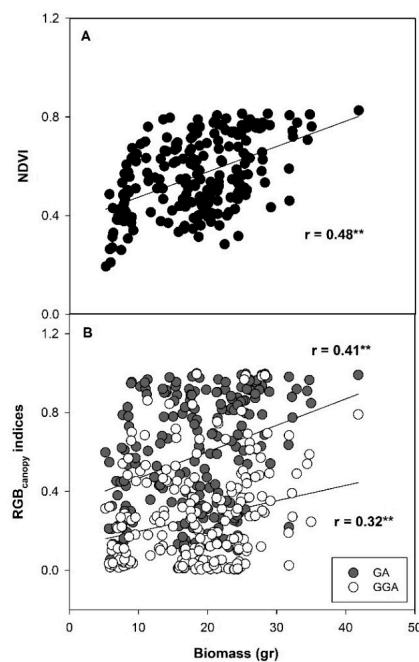 1.2
A
0.8
NDVI
0.4
r = 0.48**
0.0
1.2
B
r = 0.41**
0.8
RGBcanopy indices
0.4
r = 0.32**
GA
0.0
GGA
0 10 20 30 40 50
Biomass (gr)